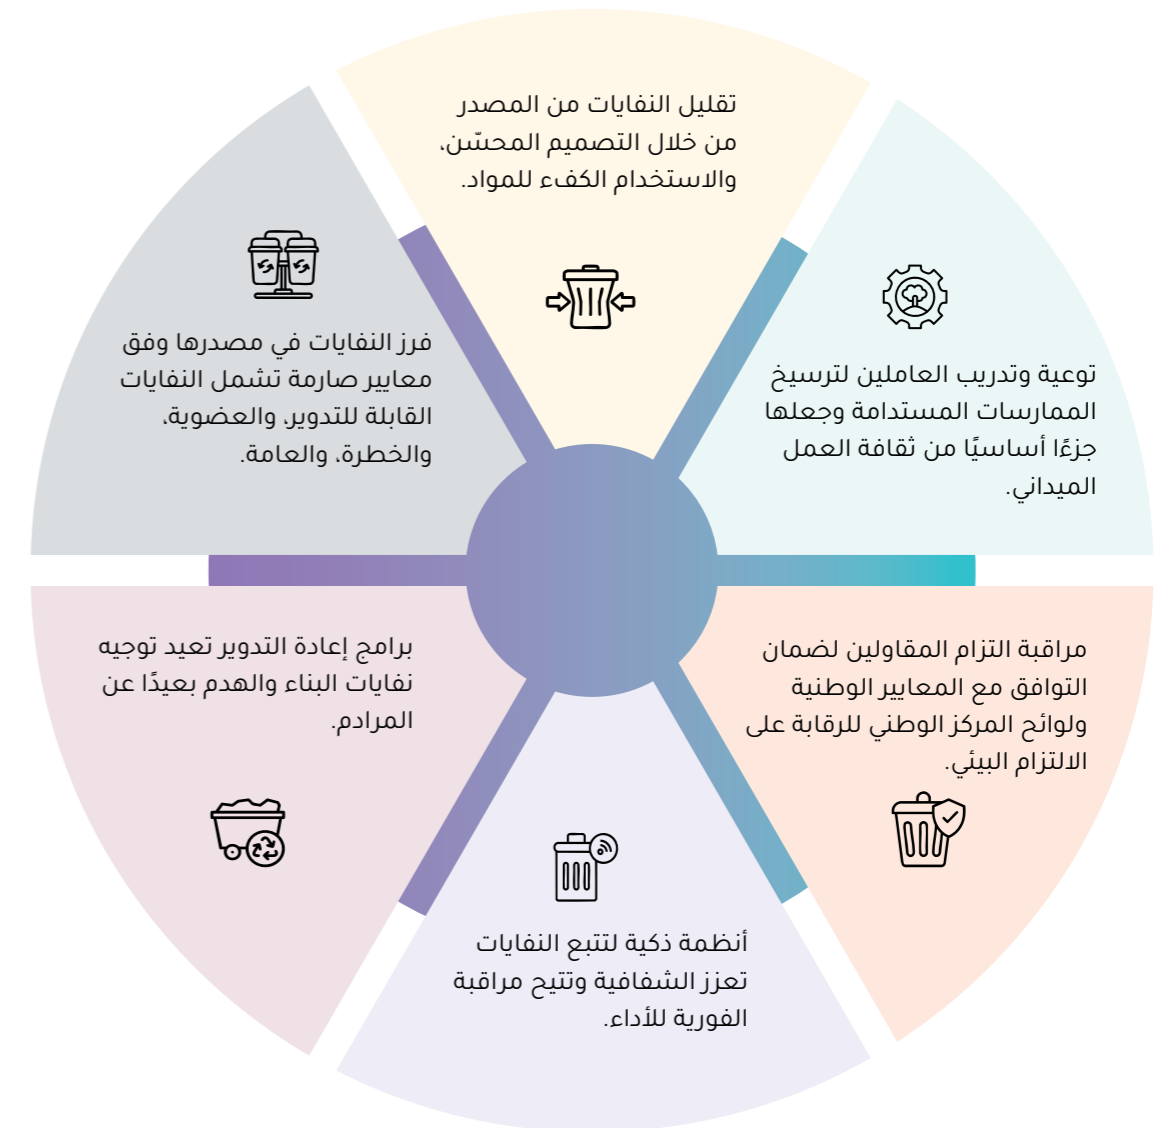 تقليل النفايات من المصدر
من خلال التصميم المحسّن،
والاستخدام الكفء للمواد.
توعية وتدريب العاملين لترسيخ
الممارسات المستدامة وجعلها
جزءًا أساسيًا من ثقافة العمل
الميداني.
مراقبة التزام المقاولين لضمان
التوافق مع المعايير الوطنية
ولوائح المركز الوطني للرقابة على
الالتزام البيئي.
أنظمة ذكية لتتبع النفايات
تعزز الشفافية وتتيح مراقبة
الفورية للأداء.
برامج إعادة التدوير تعيد توجيه
نفايات البناء والهدم بعيدًا عن
المرادم.
فرز النفايات في مصدرها وفق
معايير صارمة تشمل النفايات
القابلة للتدوير، والعضوية،
والخطرة، والعامة.